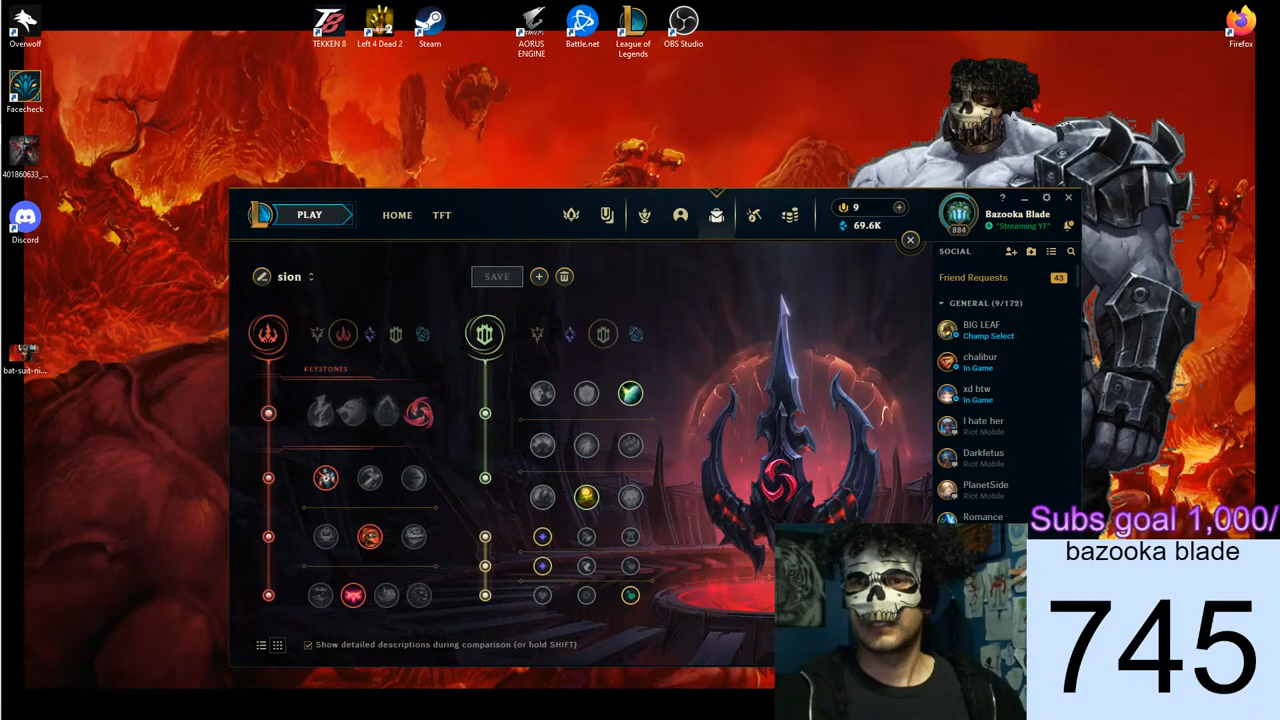 Overwolf
TEKKEN 8
Left 4 Dead 2
Steam
AORUS
ENGINE
Battle.net
League of
Legends
OBS Studio
Firefox
Facecheck
401860633_...
Discord
bat-suit-ni...
PLAY
HOME
TFT
9
69.6K
884
Bazooka Blade
"Streaming YT"
sion
SAVE
SOCIAL
Friend Requests
43
GENERAL (9/172)
BIG LEAF
Champ Select
chalibur
In Game
xd btw
In Game
I hate her
Riot Mobile
Darkfetus
Riot Mobile
PlanetSide
Riot Mobile
Romance
KEYSTONES
Show detailed descriptions during comparison (or hold SHIFT)
Subs goal 1,000/
bazooka blade
745